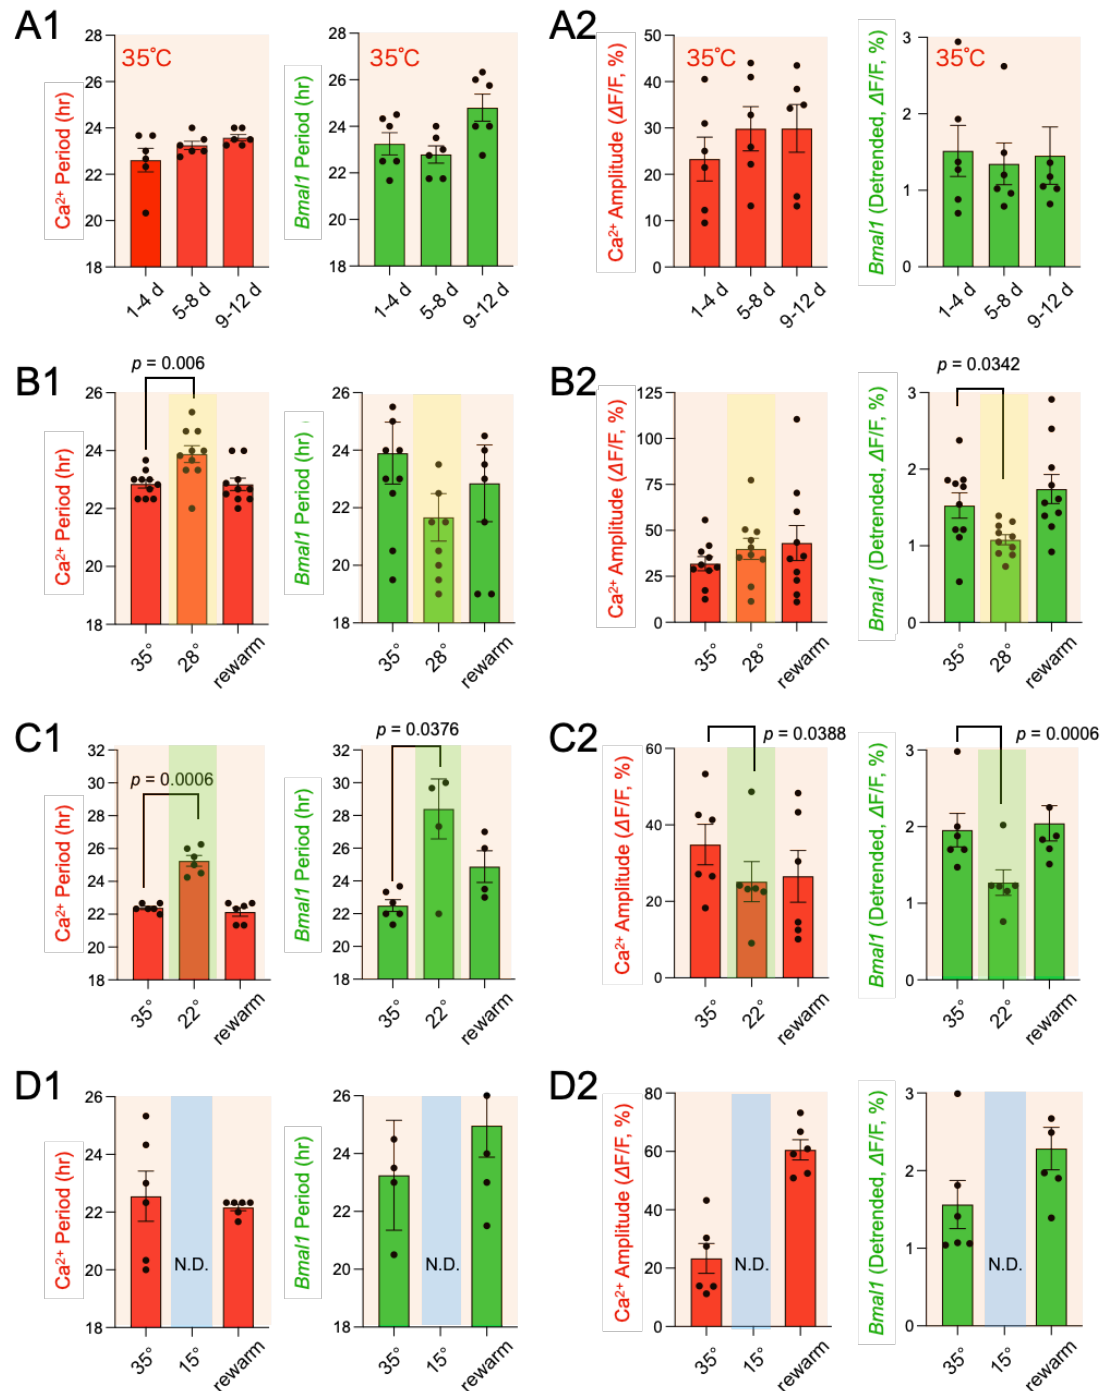 A1
Ca²⁺ Period (hr)
28
26
24
22
20
18
35°C
1-4 d
5-8 d
9-12 d
Bmal1 Period (hr)
28
26
24
22
20
18
35°C
1-4 d
5-8 d
9-12 d
A2
Ca²⁺ Amplitude (ΔF/F, %)
50
40
30
20
10
0
35°C
1-4 d
5-8 d
9-12 d
Bmal1 (Detrended, ΔF/F, %)
3
2
1
0
35°C
1-4 d
5-8 d
9-12 d
B1
p = 0.006
Ca²⁺ Period (hr)
26
24
22
20
18
35°
28°
rewarm
Bmal1 Period (hr)
26
24
22
20
18
35°
28°
rewarm
B2
Ca²⁺ Amplitude (ΔF/F, %)
125
100
75
50
25
0
35°
28°
rewarm
p = 0.0342
Bmal1 (Detrended, ΔF/F, %)
3
2
1
0
35°
28°
rewarm
C1
Ca²⁺ Period (hr)
32
30
28
26
24
22
20
18
p = 0.0006
35°
22°
rewarm
p = 0.0376
Bmal1 Period (hr)
32
30
28
26
24
22
20
18
35°
22°
rewarm
C2
p = 0.0388
Ca²⁺ Amplitude (ΔF/F, %)
60
40
20
0
35°
22°
rewarm
p = 0.0006
Bmal1 (Detrended, ΔF/F, %)
3
2
1
0
35°
22°
rewarm
D1
Ca²⁺ Period (hr)
26
24
22
20
18
N.D.
35°
15°
rewarm
Bmal1 Period (hr)
26
24
22
20
18
N.D.
35°
15°
rewarm
D2
Ca²⁺ Amplitude (ΔF/F, %)
80
60
40
20
0
N.D.
35°
15°
rewarm
Bmal1 (Detrended, ΔF/F, %)
3
2
1
0
N.D.
35°
15°
rewarm